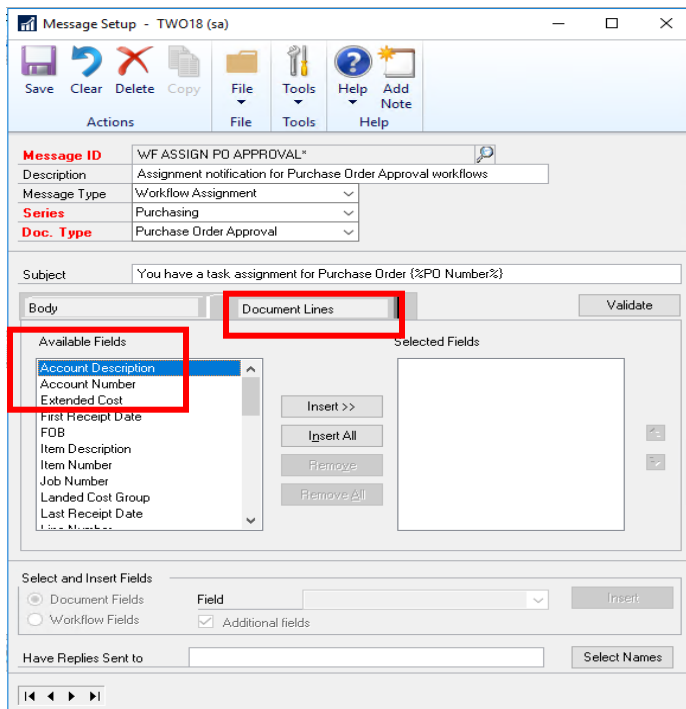 Message Setup - TWO18 (sa)
Save Clear Delete Copy File Tools Help Add Note
Actions File Tools Help
Message ID WF ASSIGN PO APPROVAL*
Description Assignment notification for Purchase Order Approval workflows
Message Type Workflow Assignment
Series Purchasing
Doc. Type Purchase Order Approval
Subject You have a task assignment for Purchase Order {%PO Number%}
Body Document Lines Validate
Available Fields Selected Fields
Account Description
Account Number
Extended Cost
First Receipt Date
FOB
Item Description
Item Number
Job Number
Landed Cost Group
Last Receipt Date
Line Number
Insert >>
Insert All
Remove
Remove All
Select and Insert Fields
Document Fields Field Insert
Workflow Fields Additional fields
Have Replies Sent to Select Names